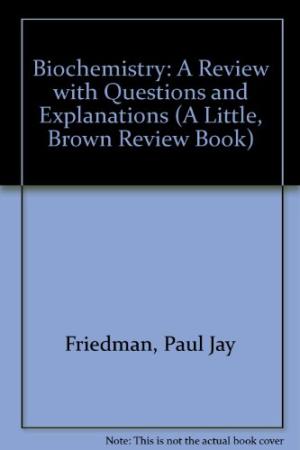 Biochemistry: A Review
with Questions and
Explanations (A Little,
Brown Review Book)
Friedman, Paul Jay
Note: This is not the actual book cover